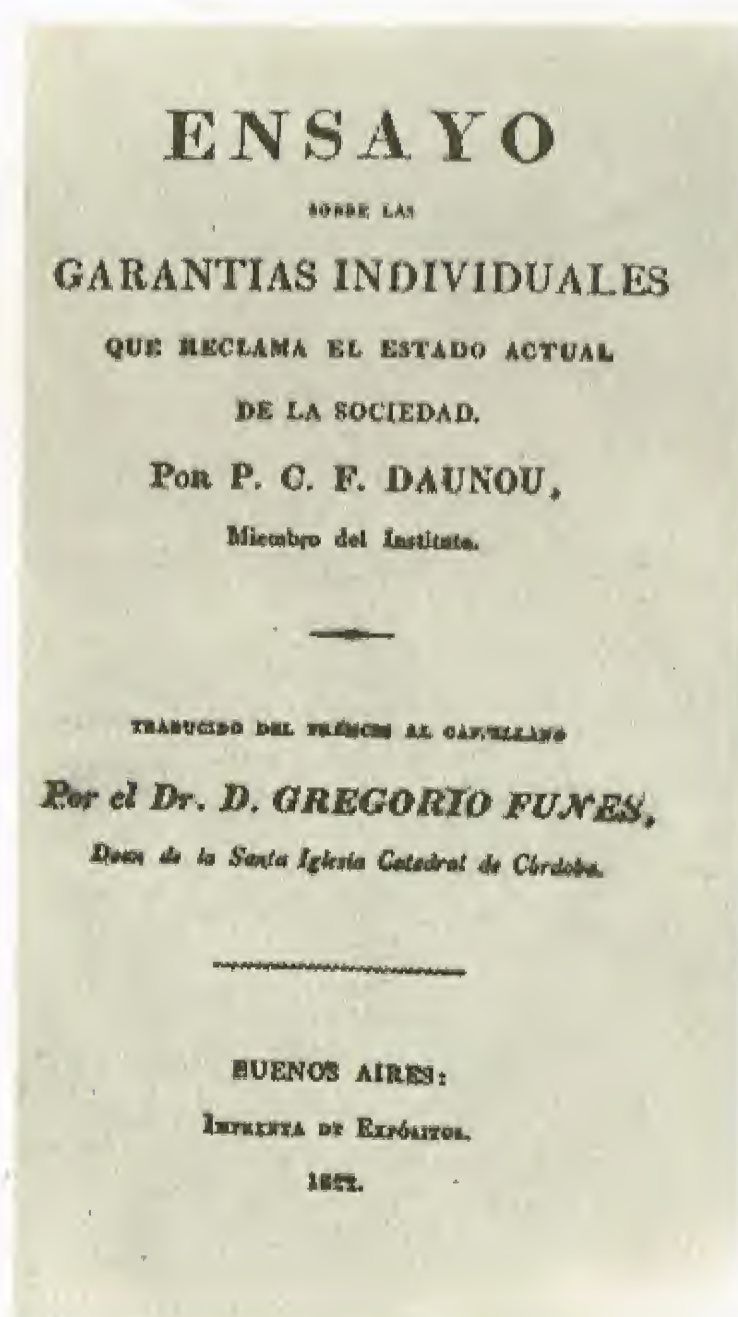 ENSAYO
SOBRE LAS
GARANTIAS INDIVIDUALES
QUE RECLAMA EL ESTADO ACTUAL
DE LA SOCIEDAD.
POR P. C. F. DAUNOU,
Miembro del Instituto.
TRADUCIDO DEL FRANCES AL CASTELLANO
Por el Dr. D. GREGORIO FUNES,
Dean de la Santa Iglesia Catedral de Córdoba.
BUENOS AIRES:
IMPRENTA DE EXPÓSITOS.
1822.